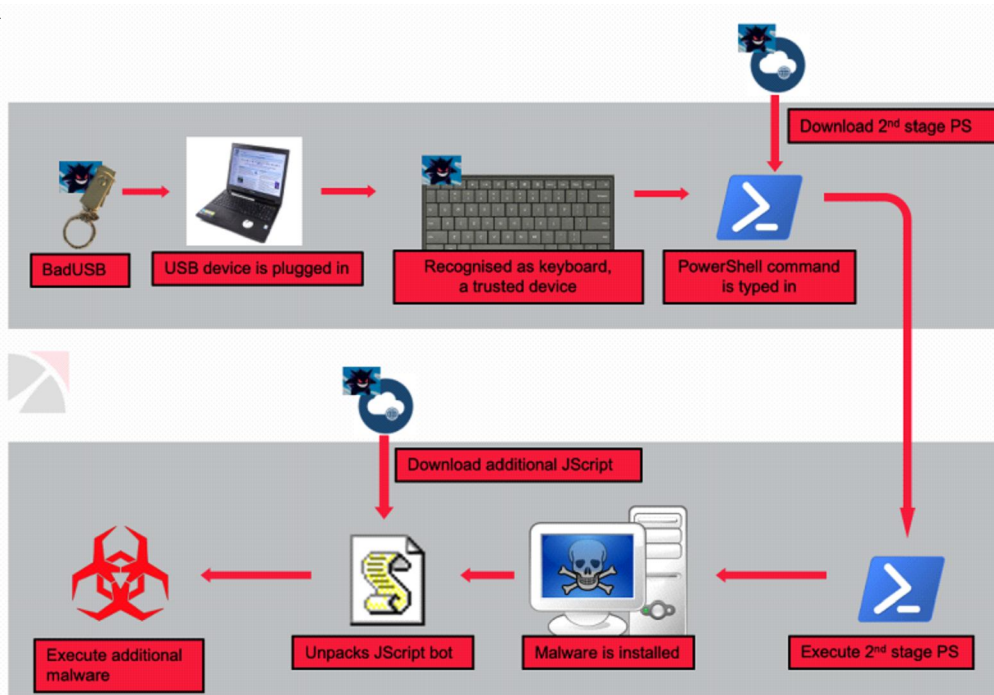 Download 2nd stage PS
BadUSB
USB device is plugged in
Recognised as keyboard,
a trusted device
PowerShell command
is typed in
Download additional JScript
Execute additional
malware
Unpacks JScript bot
Malware is installed
Execute 2nd stage PS